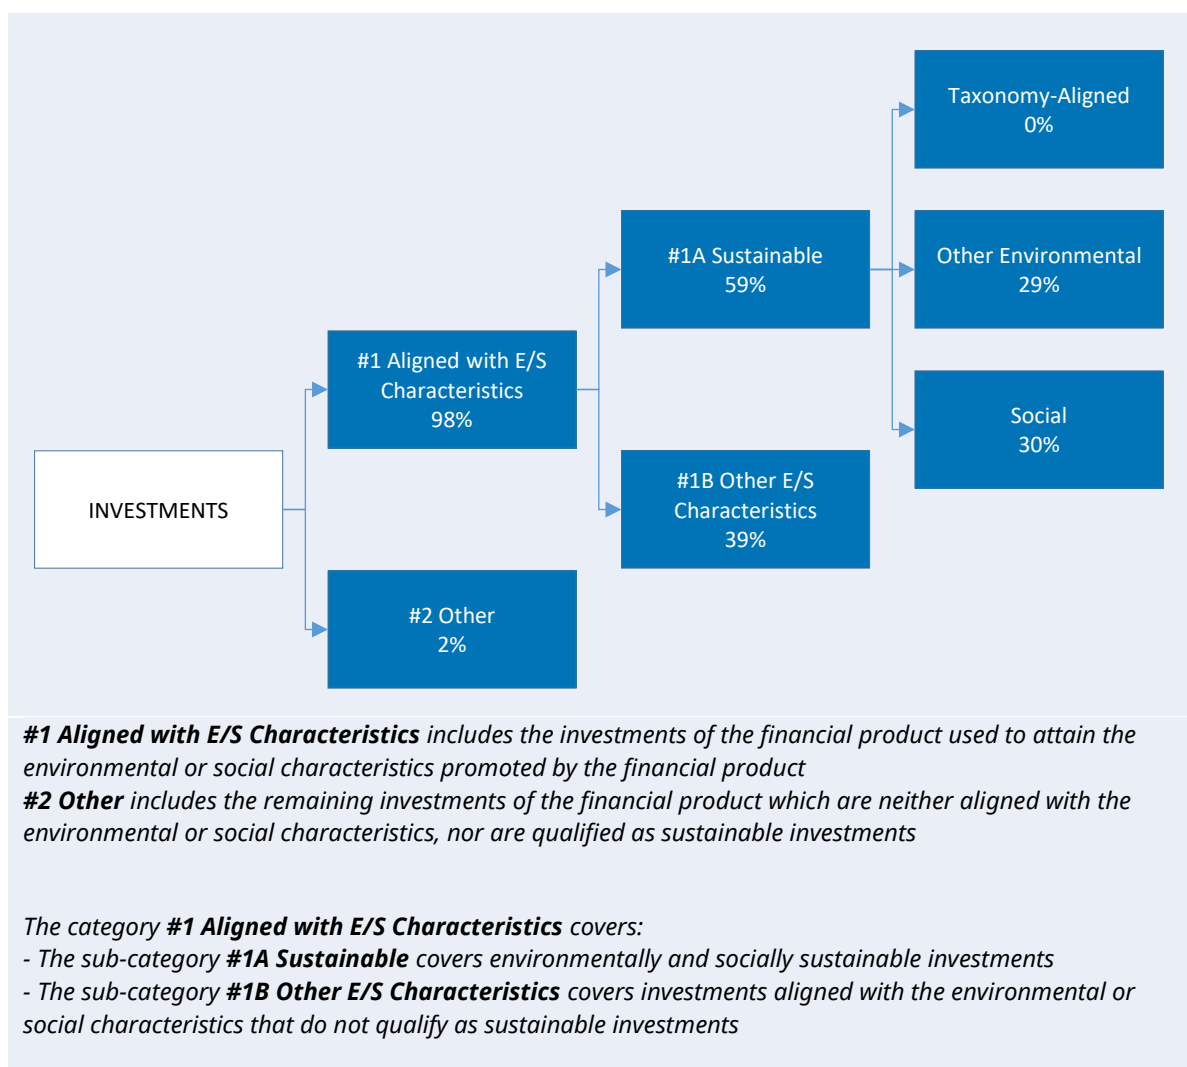 Taxonomy-Aligned
0%
#1A Sustainable
59%
Other Environmental
29%
#1 Aligned with E/S
Characteristics
98%
Social
30%
INVESTMENTS
#1B Other E/S
Characteristics
39%
#2 Other
2%
#1 Aligned with E/S Characteristics includes the investments of the financial product used to attain the
environmental or social characteristics promoted by the financial product
#2 Other includes the remaining investments of the financial product which are neither aligned with the
environmental or social characteristics, nor are qualified as sustainable investments
The category #1 Aligned with E/S Characteristics covers:
- The sub-category #1A Sustainable covers environmentally and socially sustainable investments
- The sub-category #1B Other E/S Characteristics covers investments aligned with the environmental or
social characteristics that do not qualify as sustainable investments